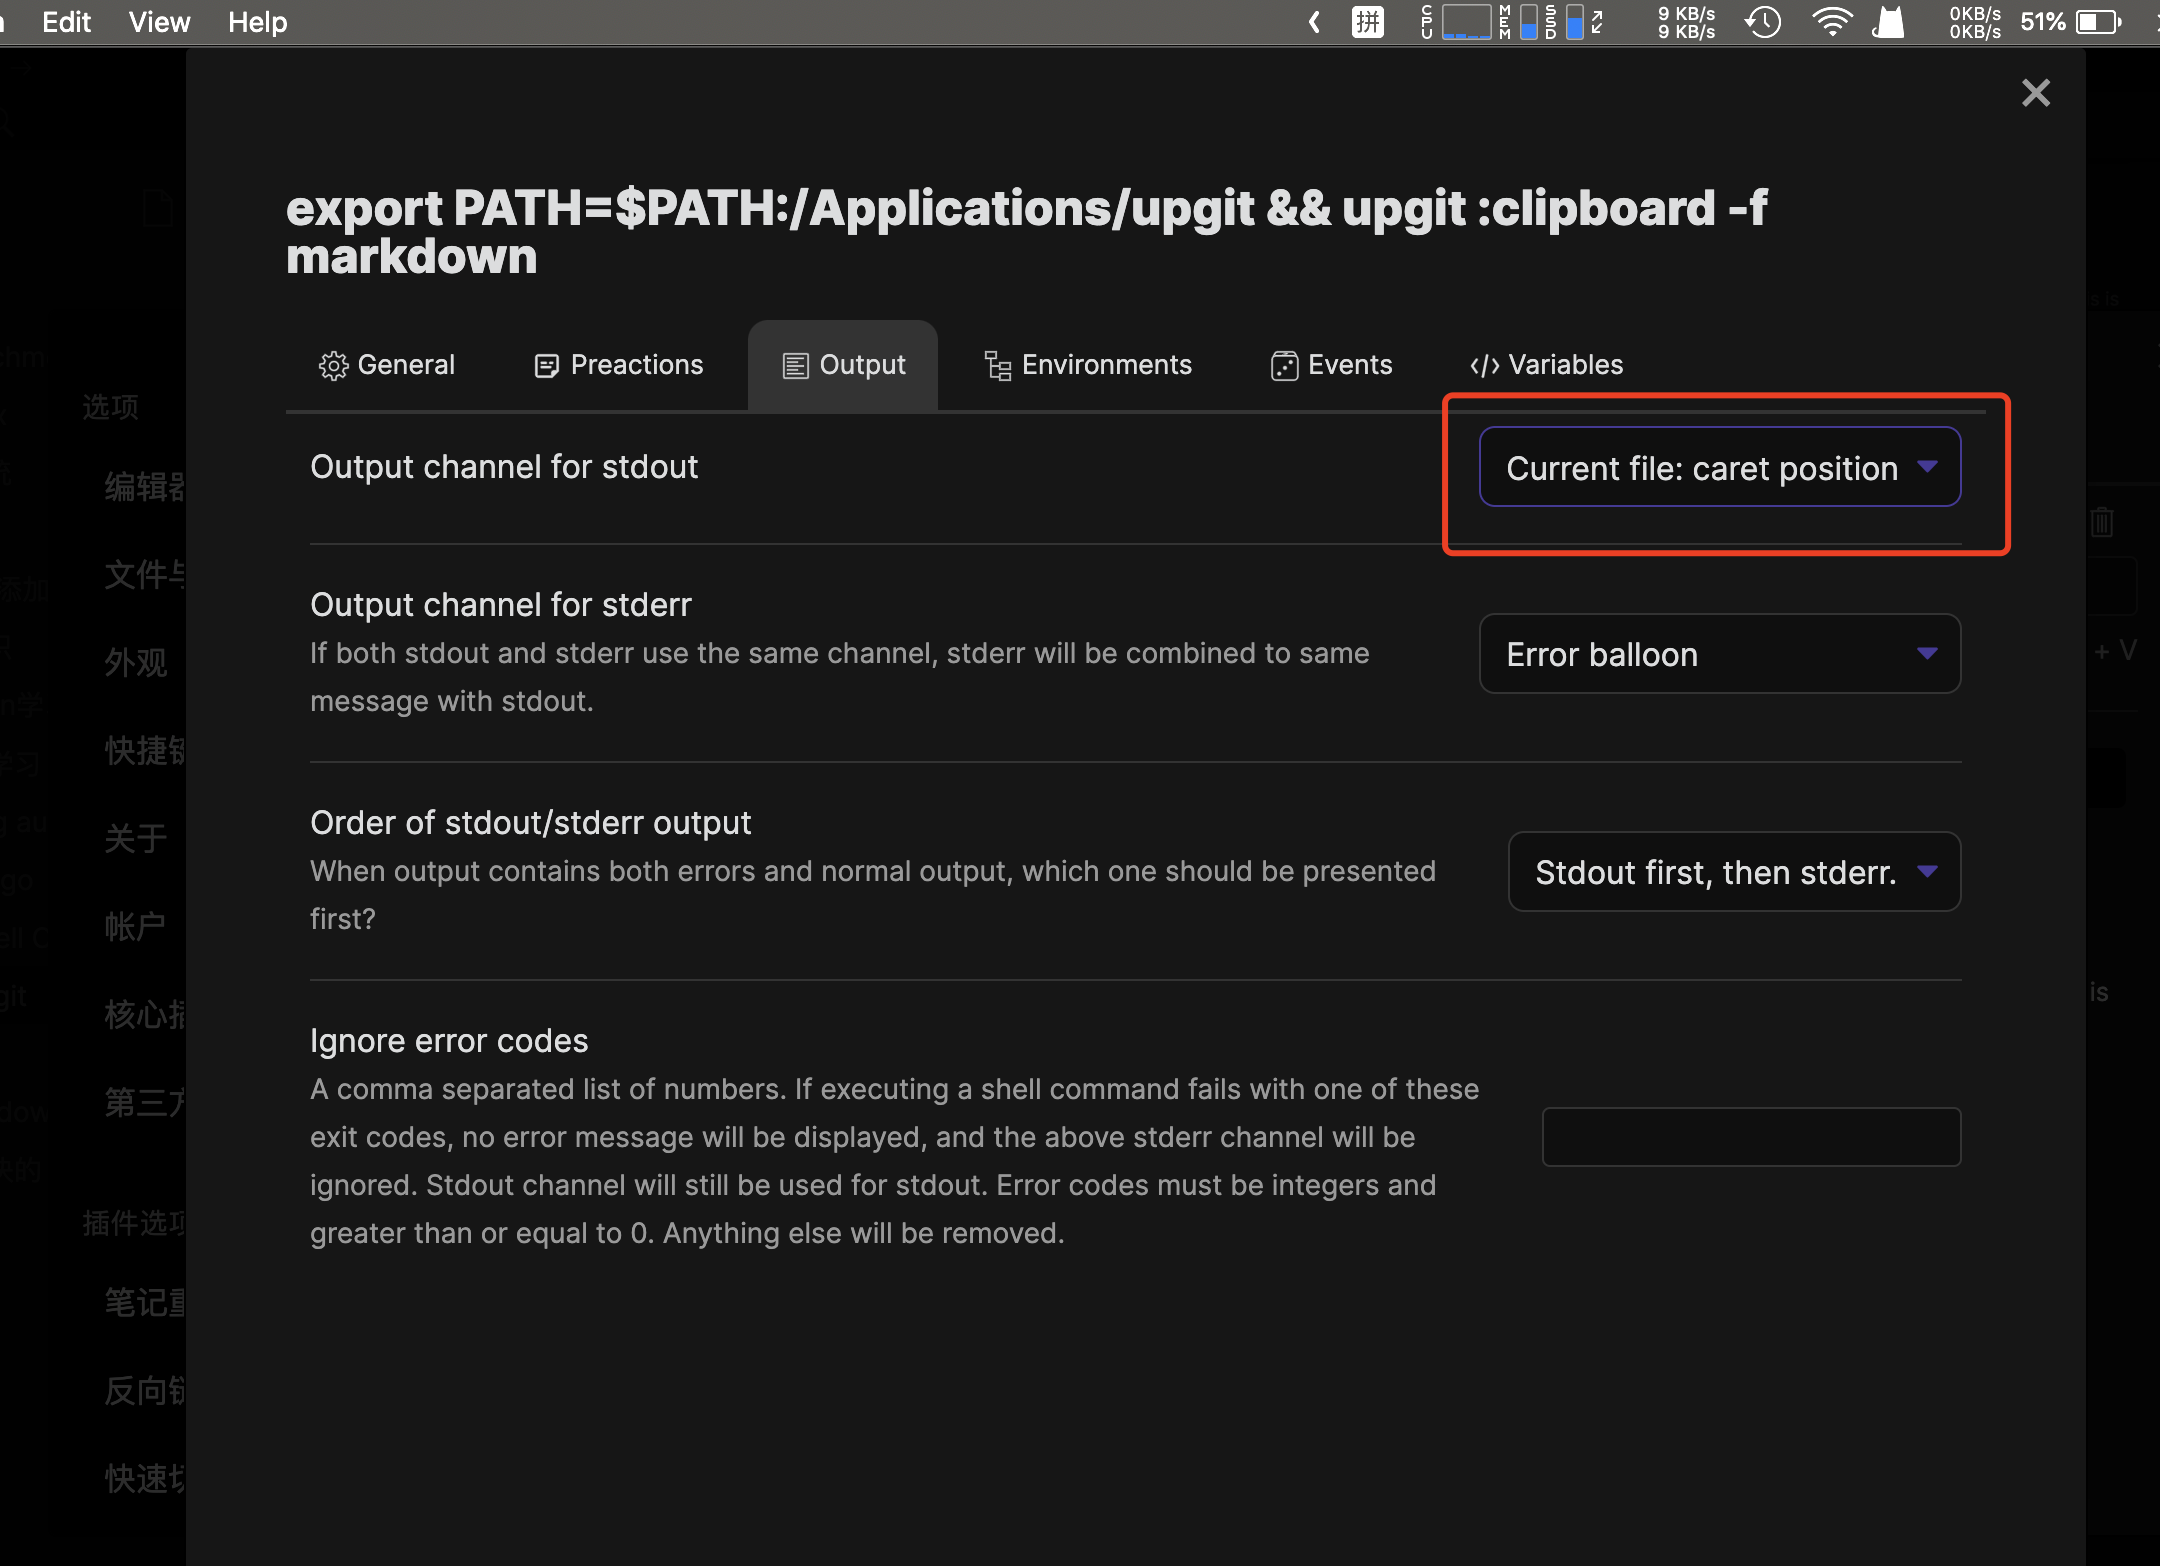 Edit View Help
拼
CPU
MEM
SSD
9 KB/s
9 KB/s
0KB/s
0KB/s
51%
export PATH=$PATH:/Applications/upgit && upgit :clipboard -f
markdown
General Preactions Output Environments Events Variables
Output channel for stdout
Current file: caret position
Output channel for stderr
If both stdout and stderr use the same channel, stderr will be combined to same
message with stdout.
Error balloon
Order of stdout/stderr output
When output contains both errors and normal output, which one should be presented
first?
Stdout first, then stderr.
Ignore error codes
A comma separated list of numbers. If executing a shell command fails with one of these
exit codes, no error message will be displayed, and the above stderr channel will be
ignored. Stdout channel will still be used for stdout. Error codes must be integers and
greater than or equal to 0. Anything else will be removed.
选项
编辑器
文件与
外观
快捷键
关于
帐户
核心插
第三方
插件选项
笔记重
反向链
快速切
添加
学习
+ V
is